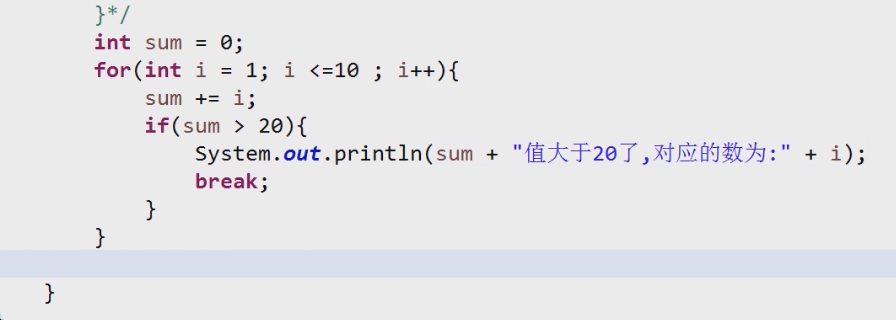 }*/
int sum = 0;
for(int i = 1; i <=10 ; i++){
sum += i;
if(sum > 20){
System.out.println(sum + "值大于20了,对应的数为:" + i);
break;
}
}
}